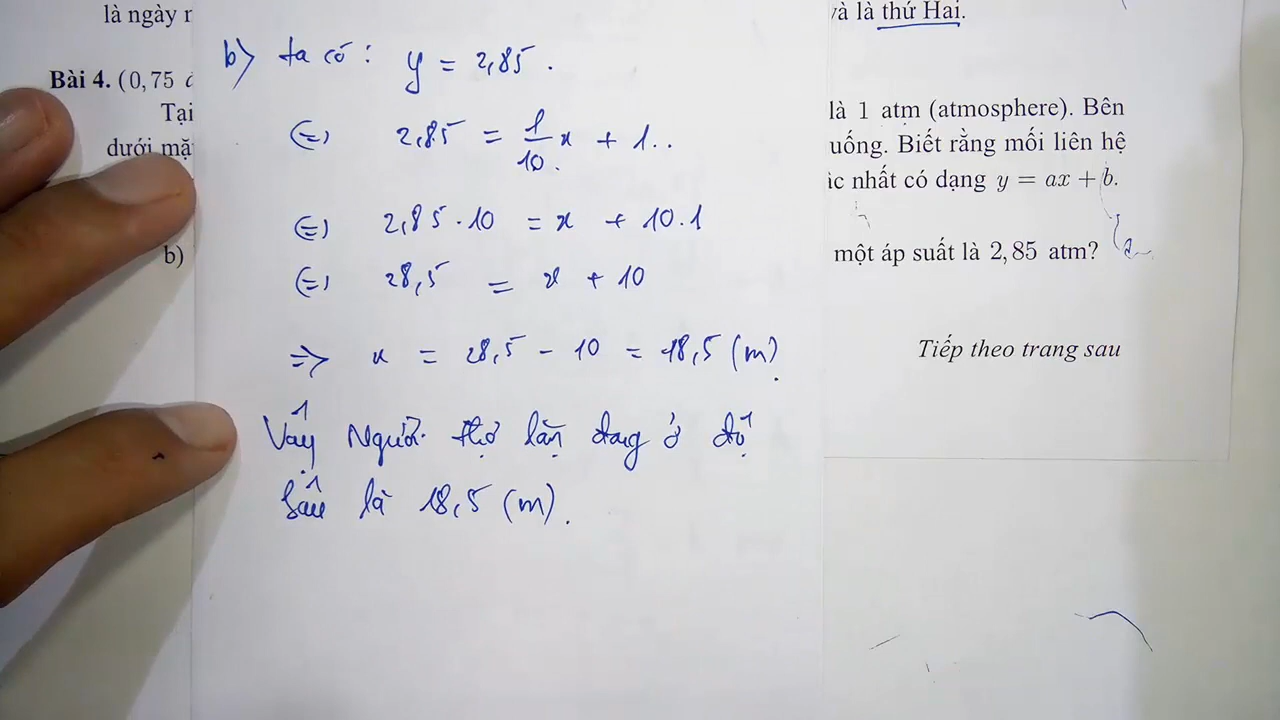 là ngày
và là thứ Hai.
Bài 4. (0,75
Tại
là 1 atm (atmosphere). Bên
dưới mặ
uống. Biết rằng mối liên hệ
nhất có dạng y = ax + b.
b)
một áp suất là 2,85 atm?
Tiếp theo trang sau
b) ta có: y = 2,85.
(=) 2,85 = 1/10 x + 1..
(=) 2,85 . 10 = x + 10.1
(=) 28,5 = x + 10
=> x = 28,5 - 10 = 18,5 (m)
Vậy Người thợ lặn đang ở độ
sâu là 18,5 (m).